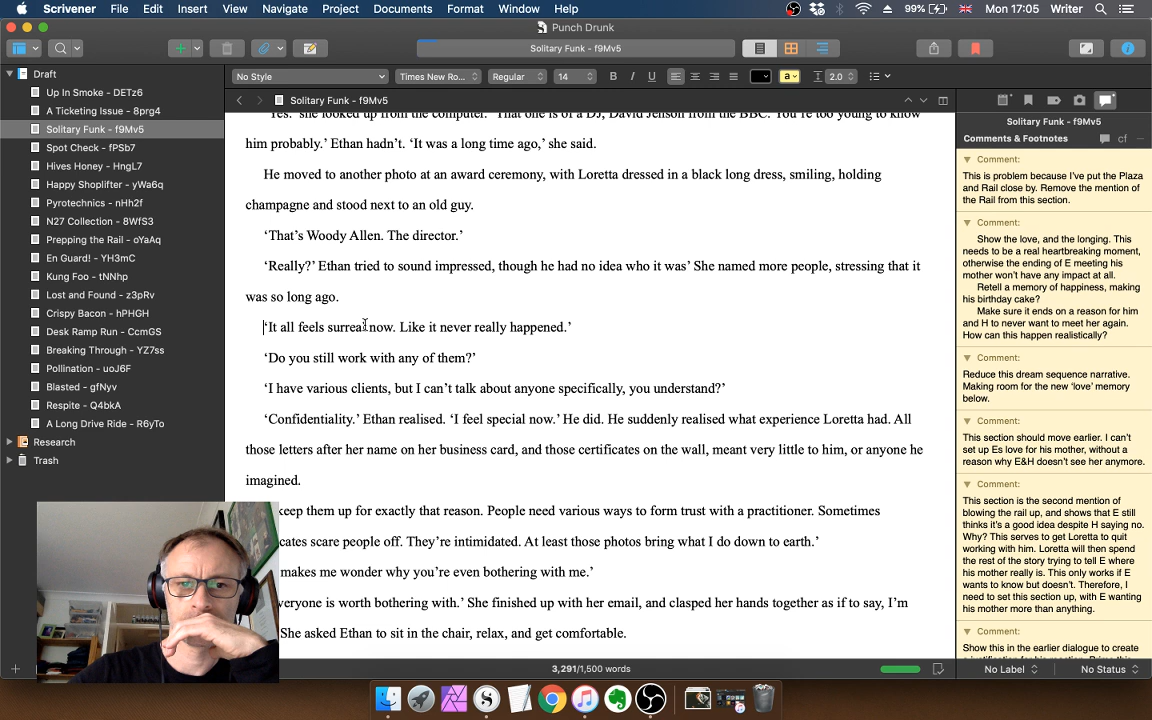 Scrivener File Edit Insert View Navigate Project Documents Format Window Help 99% Mon 17:05 Writer
Punch Drunk
Solitary Funk - f9Mv5
No Style Times New Ro... Regular 14 B I U a 2.0
Draft
Up In Smoke - DETz6
A Ticketing Issue - 8prg4
Solitary Funk - f9Mv5
Spot Check - fPSb7
Hives Honey - HngL7
Happy Shoplifter - yWa6q
Pyrotechnics - nHh2f
N27 Collection - 8WfS3
Prepping the Rail - oYaAq
En Guard! - YH3mC
Kung Foo - tNNhp
Lost and Found - z3pRv
Crispy Bacon - hPHGH
Desk Ramp Run - CcmGS
Breaking Through - YZ7ss
Pollination - uoJ6F
Blasted - gfNyv
Respite - Q4bkA
A Long Drive Ride - R6yTo
Research
Trash
Solitary Funk - f9Mv5
‘Yes.’ she looked up from the computer. ‘That one is of a DJ, David Jenson from the BBC. You’re too young to know
him probably.’ Ethan hadn’t. ‘It was a long time ago,’ she said.
He moved to another photo at an award ceremony, with Loretta dressed in a black long dress, smiling, holding
champagne and stood next to an old guy.
‘That’s Woody Allen. The director.’
‘Really?’ Ethan tried to sound impressed, though he had no idea who it was’ She named more people, stressing that it
was so long ago.
‘It all feels surreal now. Like it never really happened.’
‘Do you still work with any of them?’
‘I have various clients, but I can’t talk about anyone specifically, you understand?’
‘Confidentiality.’ Ethan realised. ‘I feel special now.’ He did. He suddenly realised what experience Loretta had. All
those letters after her name on her business card, and those certificates on the wall, meant very little to him, or anyone he
imagined.
keep them up for exactly that reason. People need various ways to form trust with a practitioner. Sometimes
cates scare people off. They’re intimidated. At least those photos bring what I do down to earth.’
makes me wonder why you’re even bothering with me.’
veryone is worth bothering with.’ She finished up with her email, and clasped her hands together as if to say, I’m
She asked Ethan to sit in the chair, relax, and get comfortable.
3,291/1,500 words
Solitary Funk - f9Mv5
Comments & Footnotes cf
Comment:
This is problem because I’ve put the Plaza
and Rail close by. Remove the mention of
the Rail from this section.
Comment:
Show the love, and the longing. This
needs to be a real heartbreaking moment,
otherwise the ending of E meeting his
mother won’t have any impact at all.
Retell a memory of happiness, making
his birthday cake?
Make sure it ends on a reason for him
and H to never want to meet her again.
How can this happen realistically?
Comment:
Reduce this dream sequence narrative.
Making room for the new ‘love’ memory
below.
Comment:
This section should move earlier. I can’t
set up Es love for his mother, without a
reason why E&H doesn’t see her anymore.
Comment:
This section is the second mention of
blowing the rail up, and shows that E still
thinks it’s a good idea despite H saying no.
Why? This serves to get Loretta to quit
working with him. Loretta will then spend
the rest of the story trying to tell E where
his mother really is. This only works if E
wants to know but doesn’t. Therefore, I
need to set this section up, with E wanting
his mother more than anything.
Comment:
Show this in the earlier dialogue to create
No Label No Status